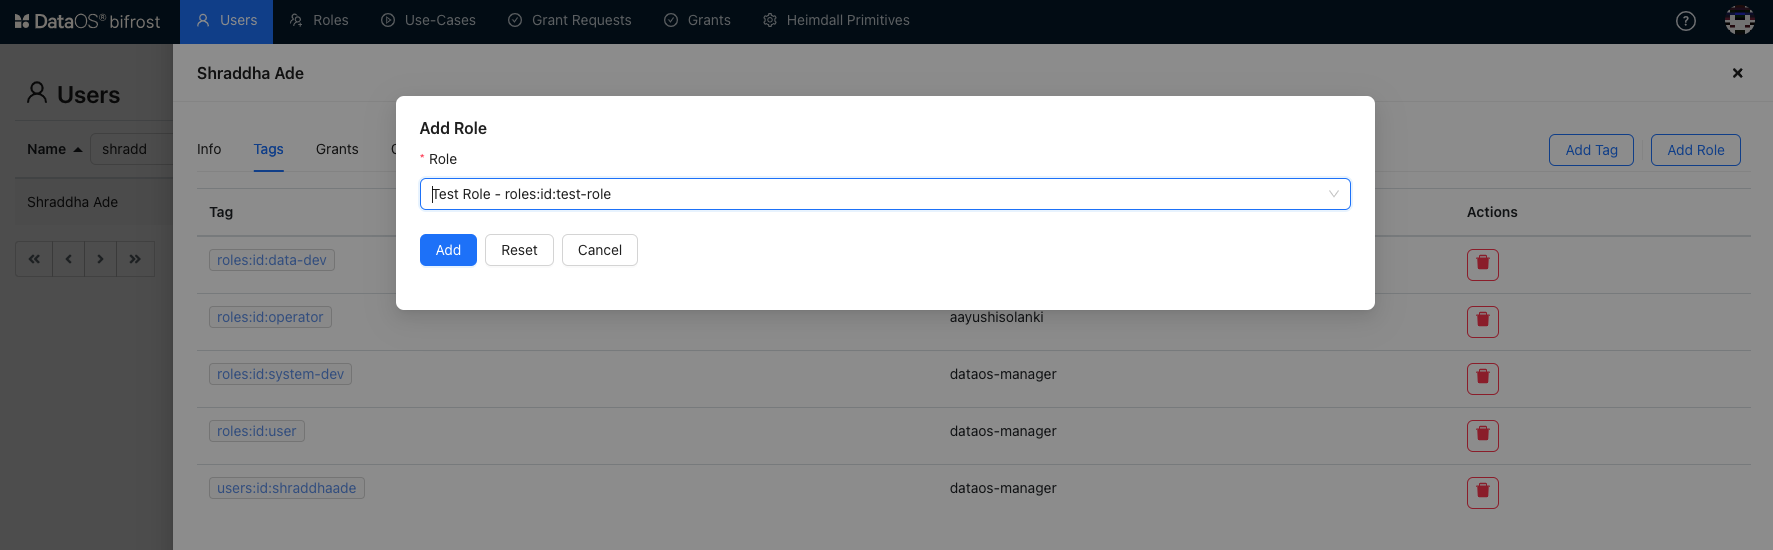 DataOS® bifrost Users Roles Use-Cases Grant Requests Grants Heimdall Primitives
Shraddha Ade
Users
Add Role
Name shradd
Info Tags Grants Add Tag Add Role
* Role
Shraddha Ade
Test Role - roles:id:test-role
Tag Actions
Add Reset Cancel
roles:id:data-dev
roles:id:operator aayushisolanki
roles:id:system-dev dataos-manager
roles:id:user dataos-manager
users:id:shraddhaade dataos-manager